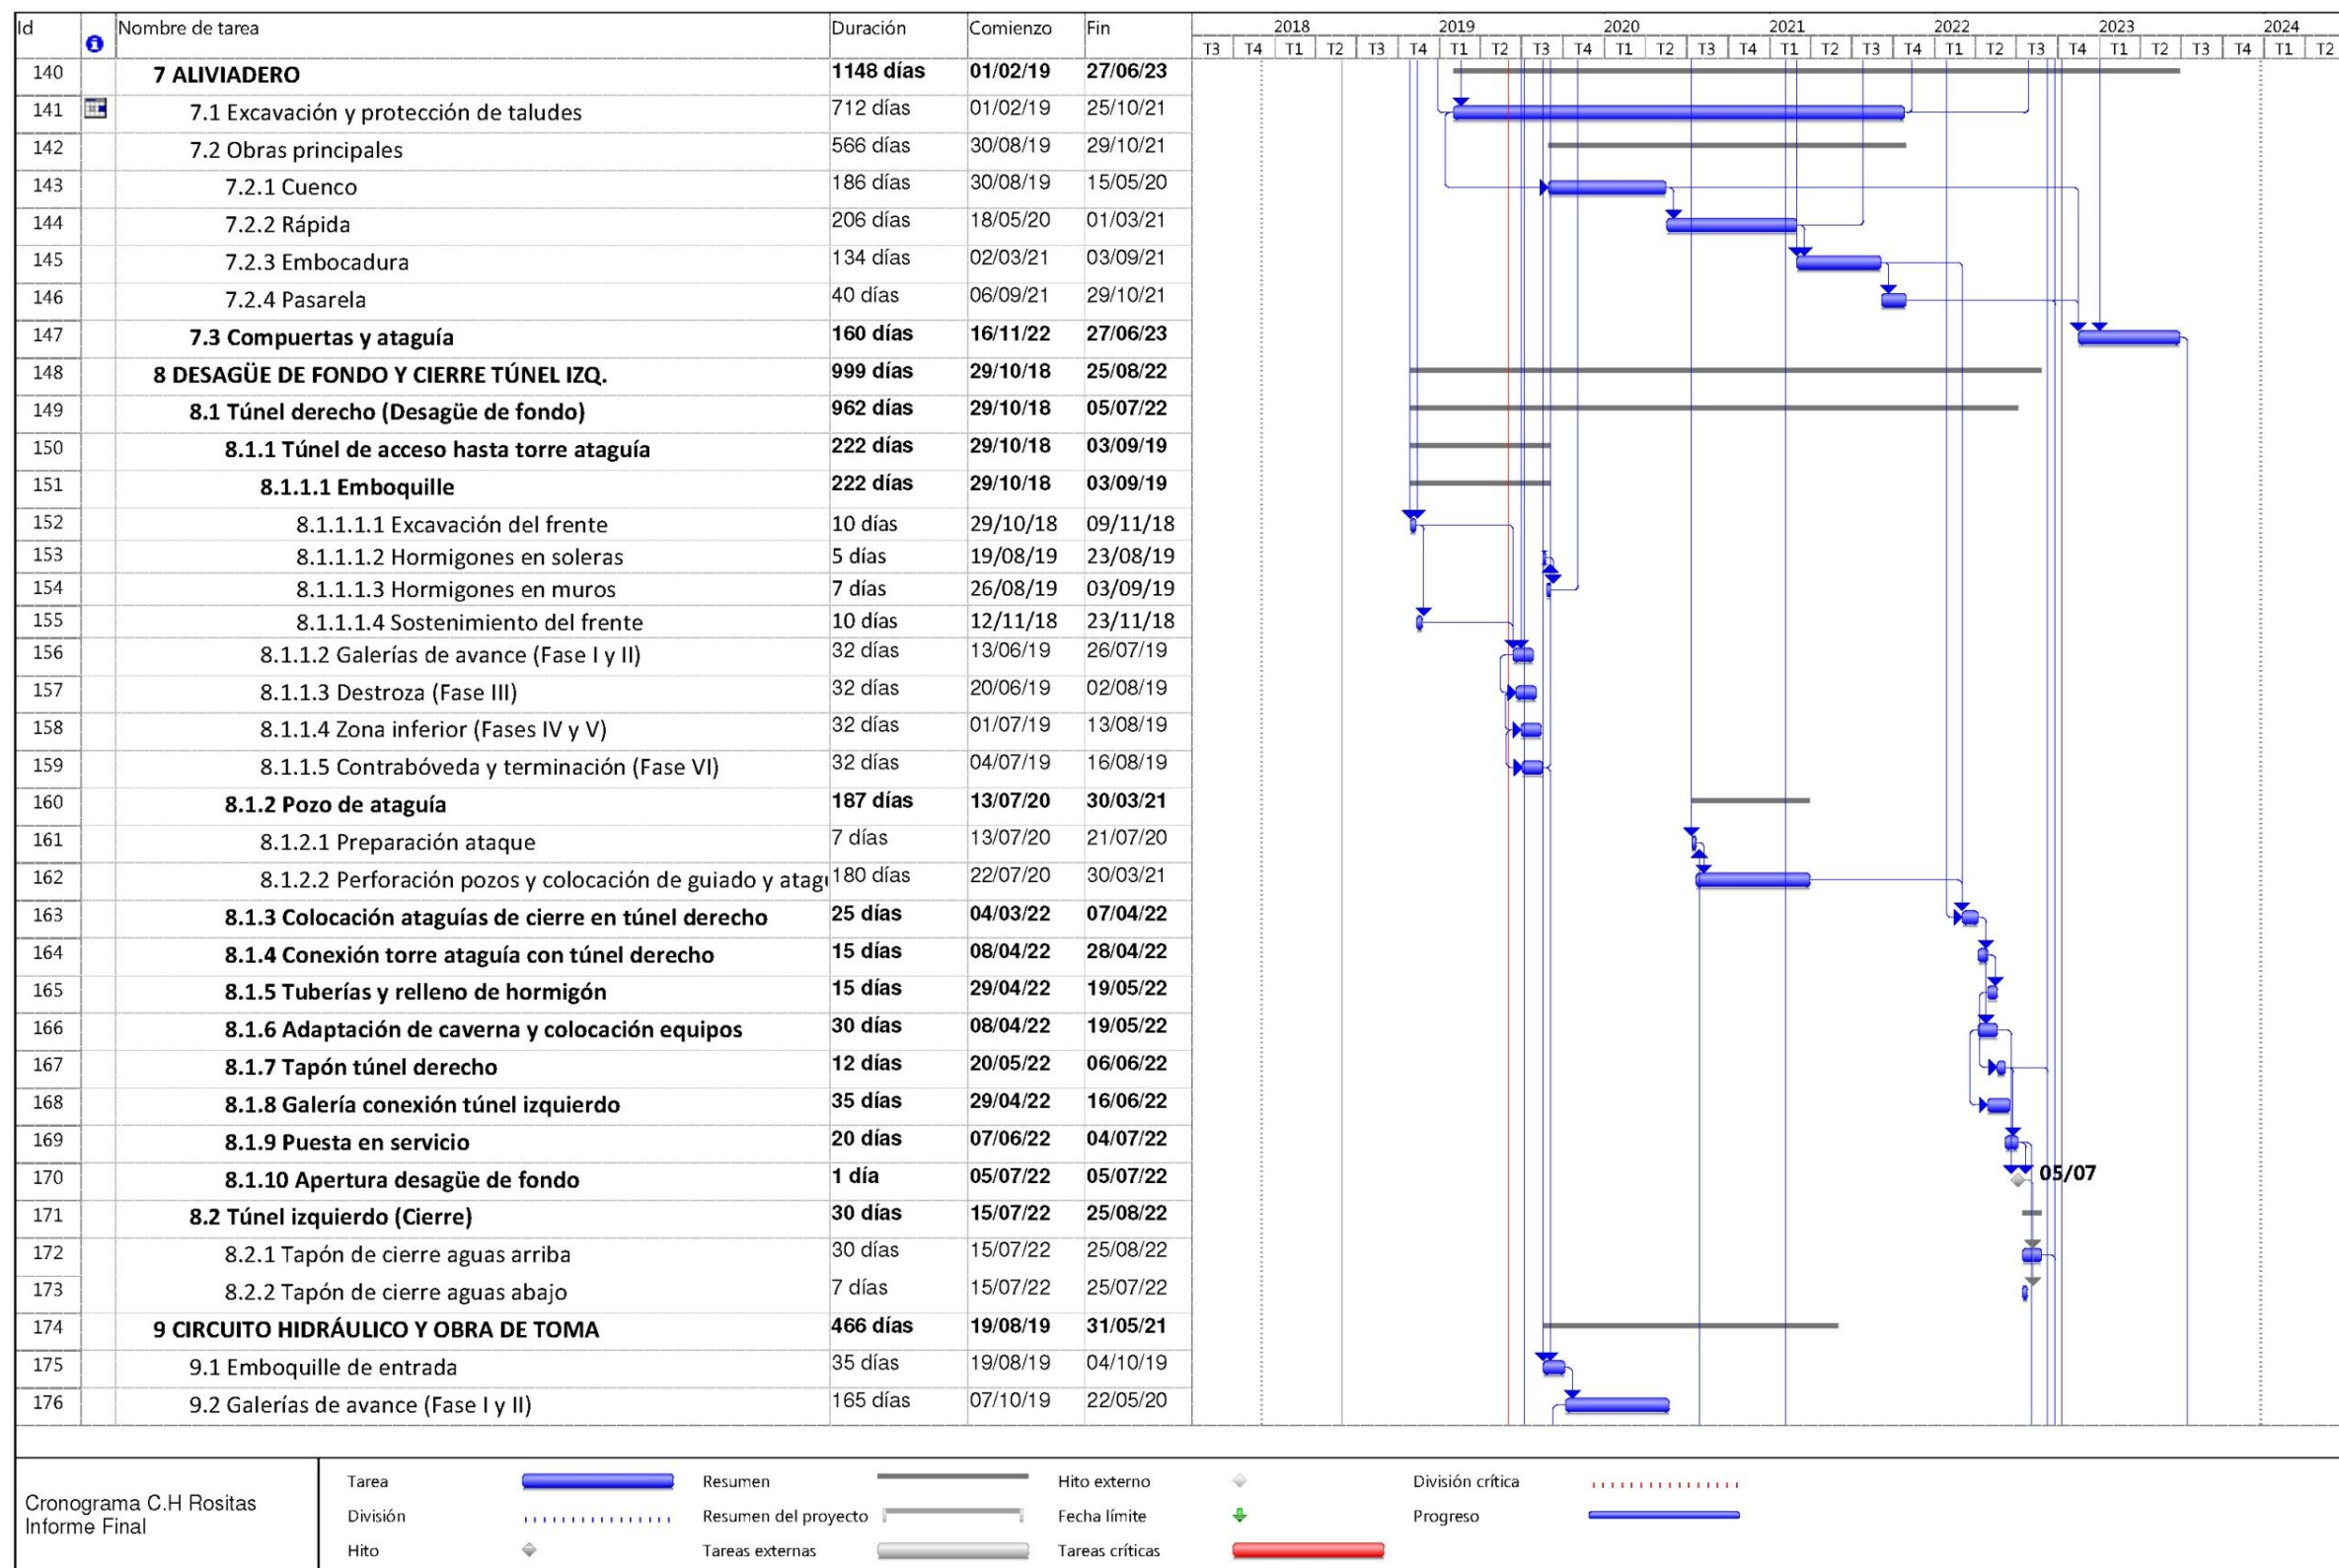 Id Nombre de tarea Duración Comienzo Fin 2018 2019 2020 2021 2022 2023 2024
T3 T4 T1 T2 T3 T4 T1 T2 T3 T4 T1 T2 T3 T4 T1 T2 T3 T4 T1 T2 T3 T4 T1 T2 T3 T4 T1 T2
140 7 ALIVIADERO 1148 días 01/02/19 27/06/23
141 7.1 Excavación y protección de taludes 712 días 01/02/19 25/10/21
142 7.2 Obras principales 566 días 30/08/19 29/10/21
143 7.2.1 Cuenco 186 días 30/08/19 15/05/20
144 7.2.2 Rápida 206 días 18/05/20 01/03/21
145 7.2.3 Embocadura 134 días 02/03/21 03/09/21
146 7.2.4 Pasarela 40 días 06/09/21 29/10/21
147 7.3 Compuertas y ataguía 160 días 16/11/22 27/06/23
148 8 DESAGÜE DE FONDO Y CIERRE TÚNEL IZQ. 999 días 29/10/18 25/08/22
149 8.1 Túnel derecho (Desagüe de fondo) 962 días 29/10/18 05/07/22
150 8.1.1 Túnel de acceso hasta torre ataguía 222 días 29/10/18 03/09/19
151 8.1.1.1 Emboquille 222 días 29/10/18 03/09/19
152 8.1.1.1.1 Excavación del frente 10 días 29/10/18 09/11/18
153 8.1.1.1.2 Hormigones en soleras 5 días 19/08/19 23/08/19
154 8.1.1.1.3 Hormigones en muros 7 días 26/08/19 03/09/19
155 8.1.1.1.4 Sostenimiento del frente 10 días 12/11/18 23/11/18
156 8.1.1.2 Galerías de avance (Fase I y II) 32 días 13/06/19 26/07/19
157 8.1.1.3 Destroza (Fase III) 32 días 20/06/19 02/08/19
158 8.1.1.4 Zona inferior (Fases IV y V) 32 días 01/07/19 13/08/19
159 8.1.1.5 Contrabóveda y terminación (Fase VI) 32 días 04/07/19 16/08/19
160 8.1.2 Pozo de ataguía 187 días 13/07/20 30/03/21
161 8.1.2.1 Preparación ataque 7 días 13/07/20 21/07/20
162 8.1.2.2 Perforación pozos y colocación de guiado y atagu 180 días 22/07/20 30/03/21
163 8.1.3 Colocación ataguías de cierre en túnel derecho 25 días 04/03/22 07/04/22
164 8.1.4 Conexión torre ataguía con túnel derecho 15 días 08/04/22 28/04/22
165 8.1.5 Tuberías y relleno de hormigón 15 días 29/04/22 19/05/22
166 8.1.6 Adaptación de caverna y colocación equipos 30 días 08/04/22 19/05/22
167 8.1.7 Tapón túnel derecho 12 días 20/05/22 06/06/22
168 8.1.8 Galería conexión túnel izquierdo 35 días 29/04/22 16/06/22
169 8.1.9 Puesta en servicio 20 días 07/06/22 04/07/22
170 8.1.10 Apertura desagüe de fondo 1 día 05/07/22 05/07/22 05/07
171 8.2 Túnel izquierdo (Cierre) 30 días 15/07/22 25/08/22
172 8.2.1 Tapón de cierre aguas arriba 30 días 15/07/22 25/08/22
173 8.2.2 Tapón de cierre aguas abajo 7 días 15/07/22 25/07/22
174 9 CIRCUITO HIDRÁULICO Y OBRA DE TOMA 466 días 19/08/19 31/05/21
175 9.1 Emboquille de entrada 35 días 19/08/19 04/10/19
176 9.2 Galerías de avance (Fase I y II) 165 días 07/10/19 22/05/20
Cronograma C.H Rositas
Informe Final
Tarea Resumen Hito externo División crítica
División Resumen del proyecto Fecha límite Progreso
Hito Tareas externas Tareas críticas